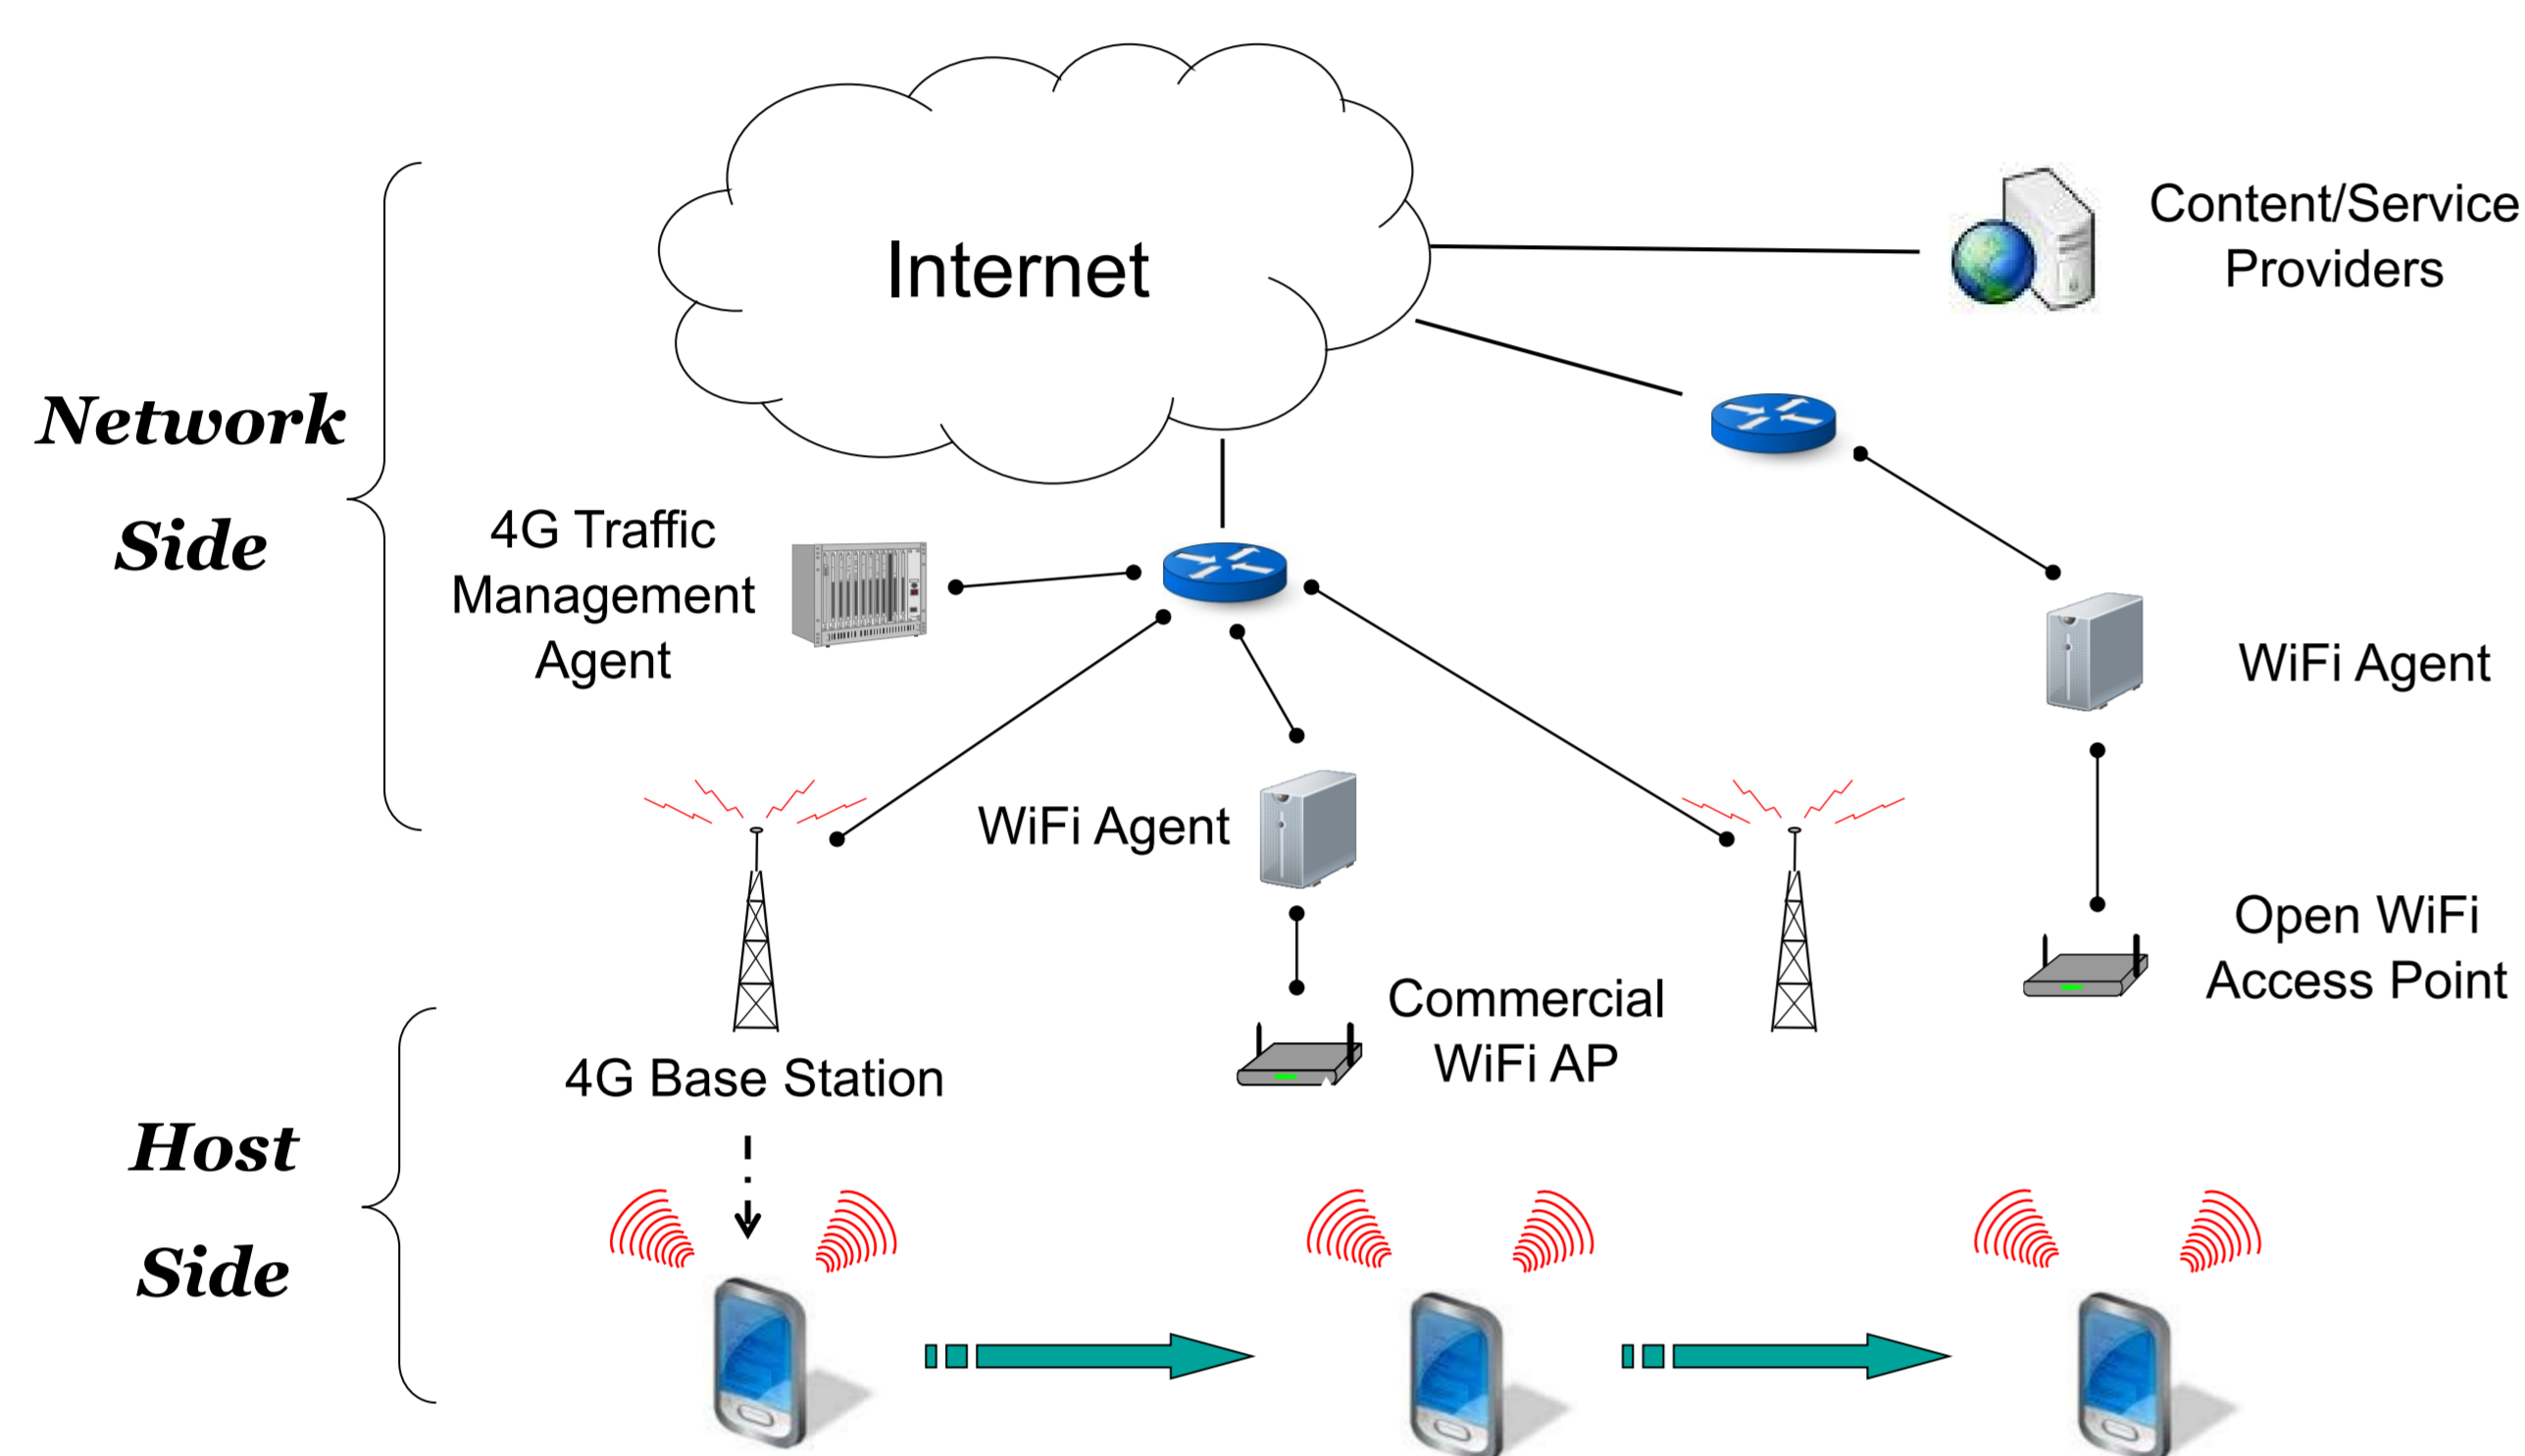 Internet
Content/Service
Providers
Network
Side
4G Traffic
Management
Agent
WiFi Agent
WiFi Agent
Open WiFi
Access Point
Commercial
WiFi AP
4G Base Station
Host
Side